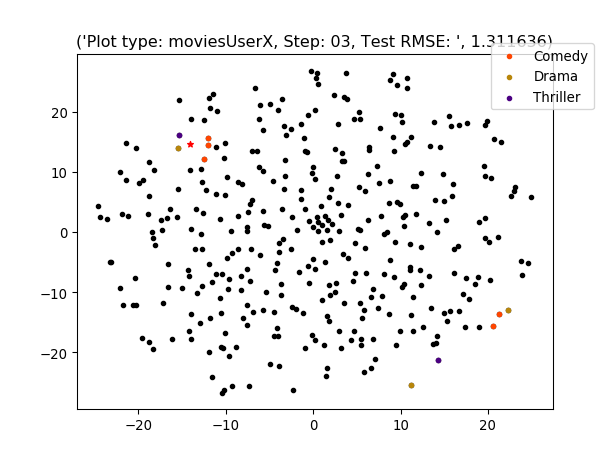 ('Plot type: moviesUserX, Step: 03, Test RMSE: ', 1.311636)
Comedy
Drama
Thriller
20
10
0
−10
−20
−20 −10 0 10 20